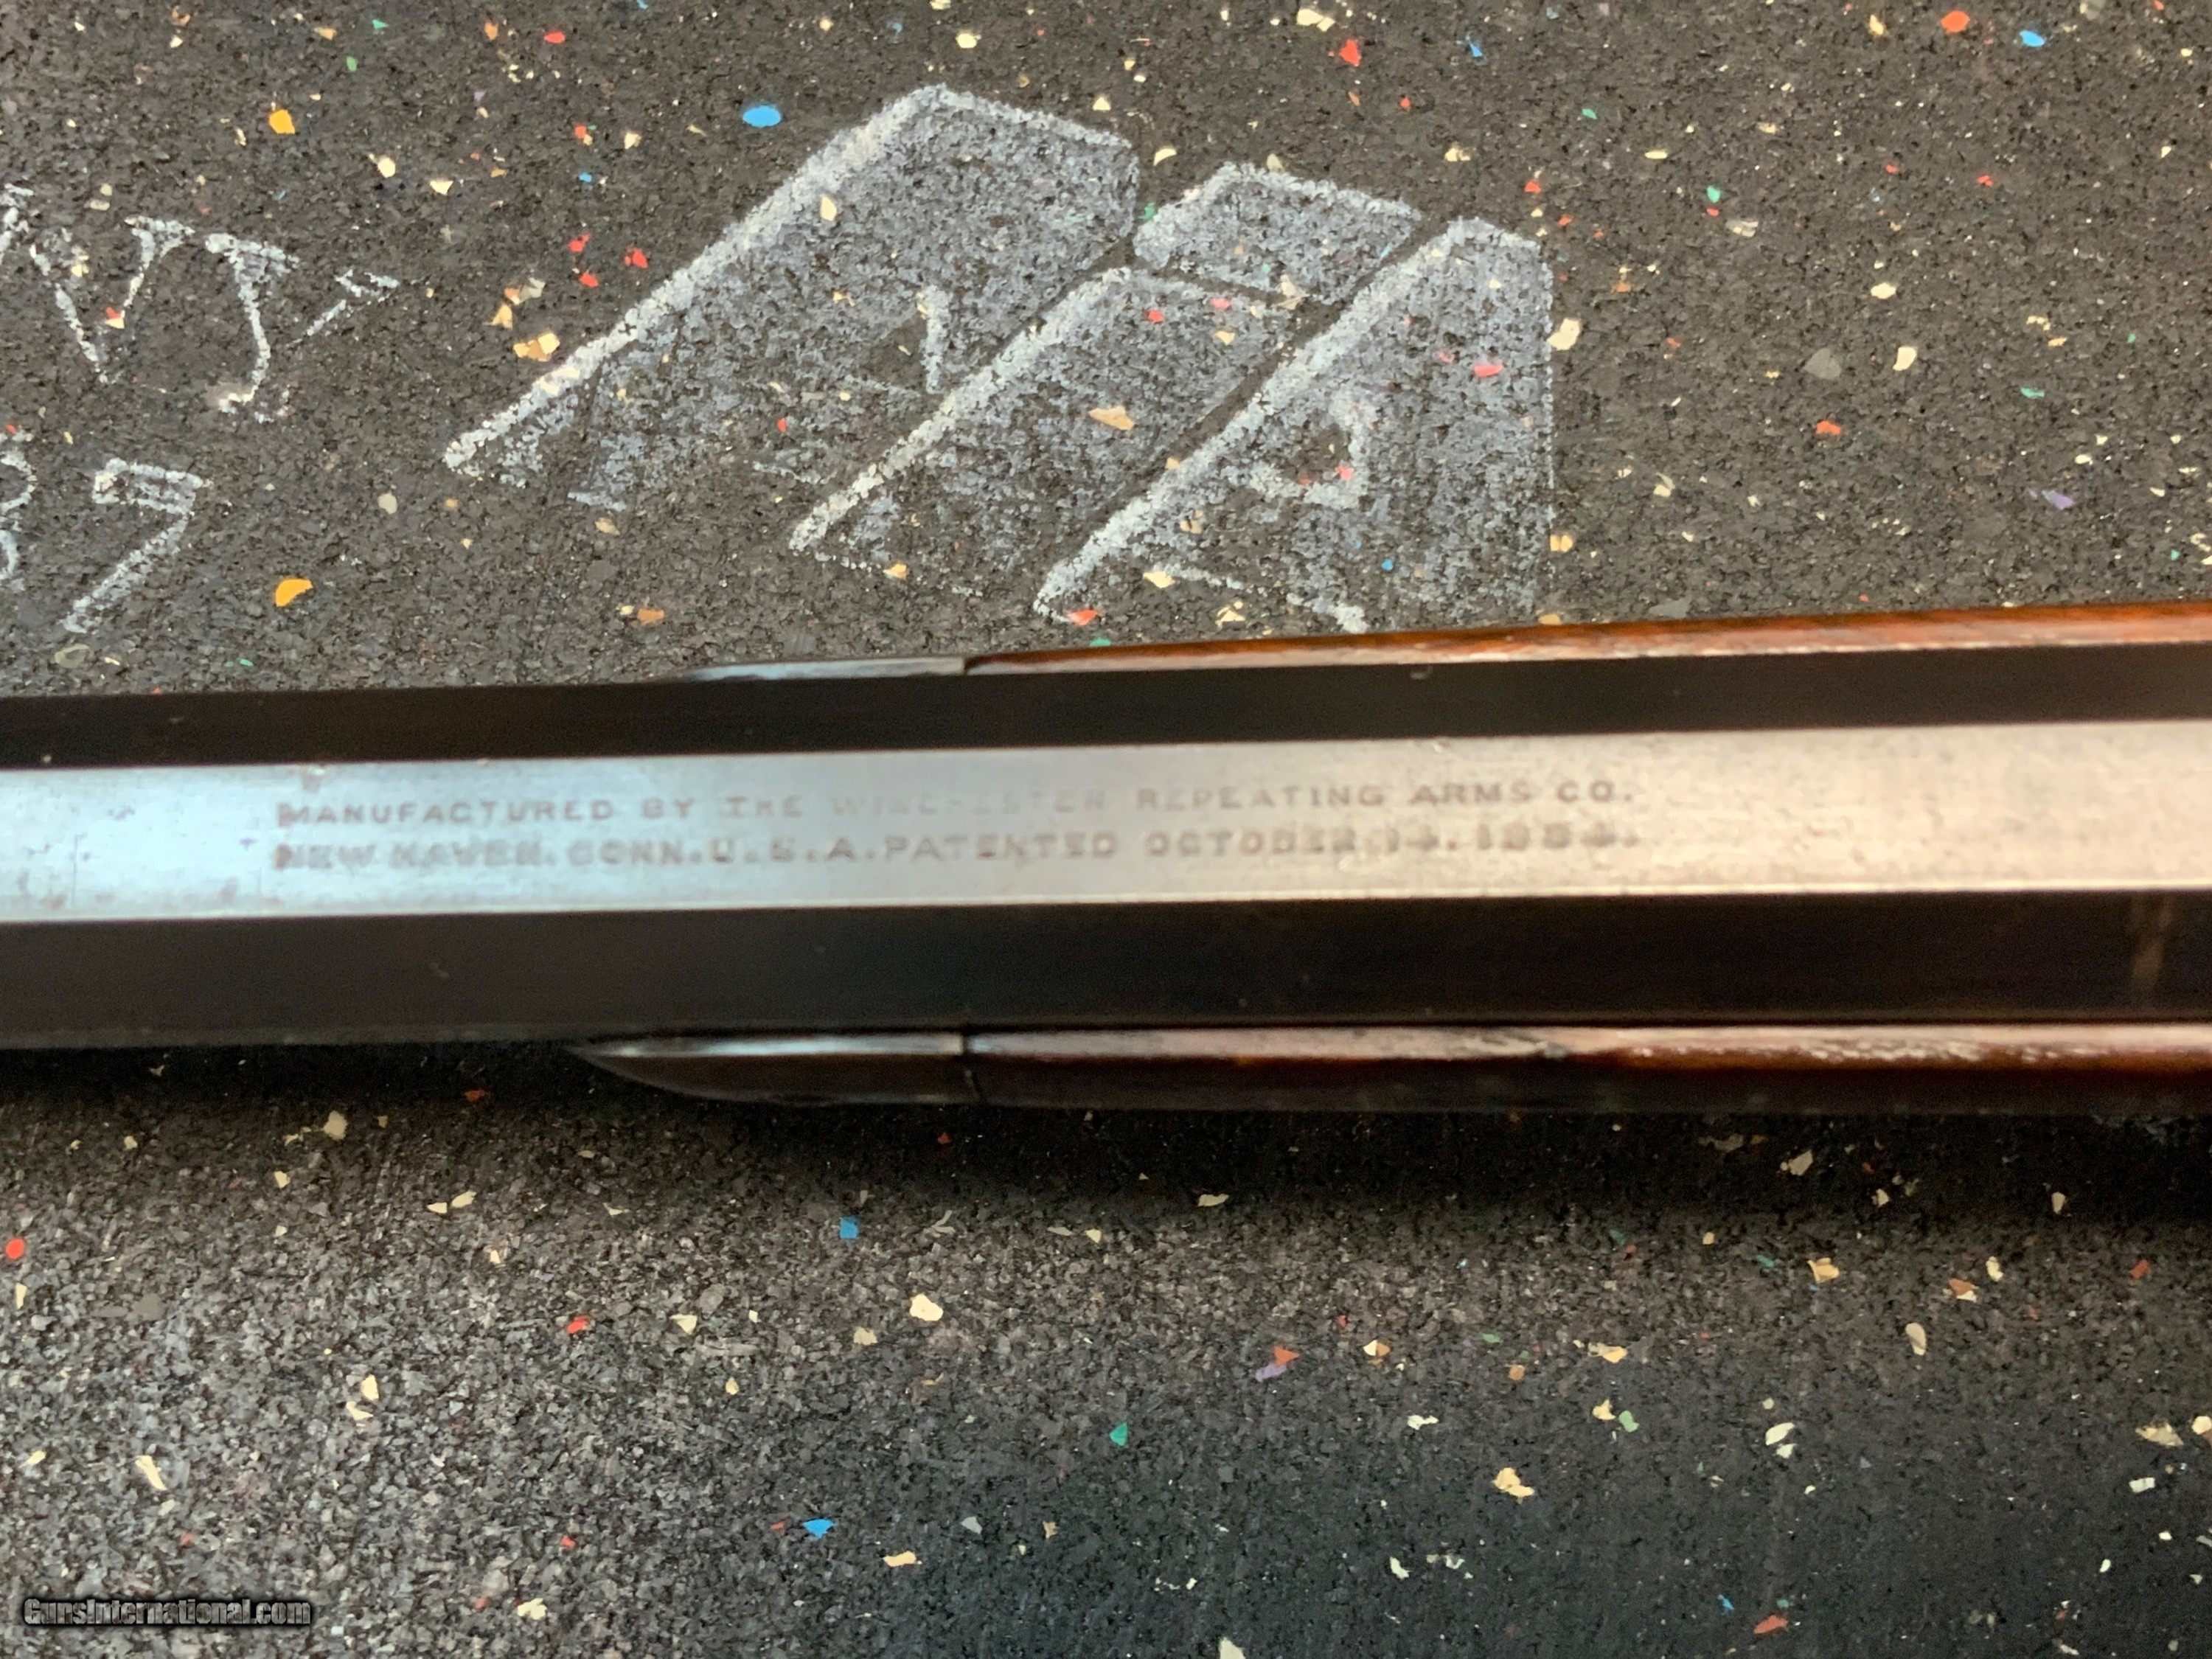 MANUFACTURED BY THE WINCHESTER REPEATING ARMS CO.
NEW HAVEN. CONN. U.S.A. PATENTED OCTOBER 14. 1884.
GunsInternational.com